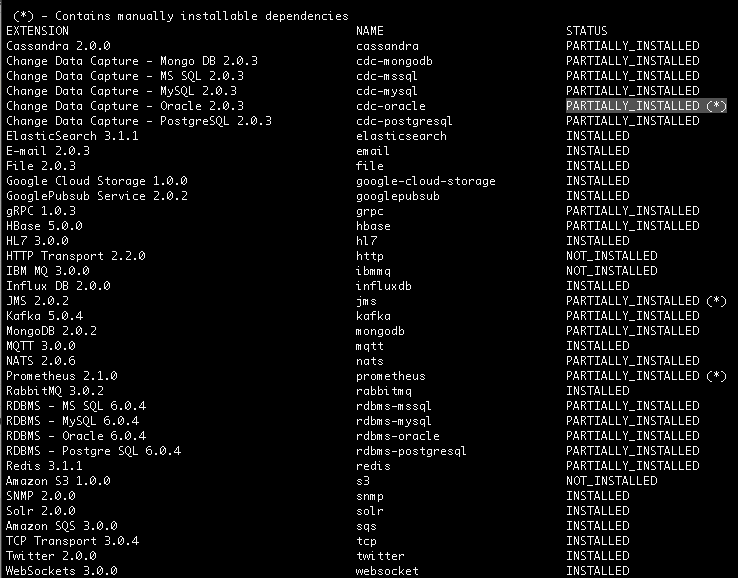 (*) - Contains manually installable dependencies
EXTENSION NAME STATUS
Cassandra 2.0.0 cassandra PARTIALLY_INSTALLED
Change Data Capture - Mongo DB 2.0.3 cdc-mongodb PARTIALLY_INSTALLED
Change Data Capture - MS SQL 2.0.3 cdc-mssql PARTIALLY_INSTALLED
Change Data Capture - MySQL 2.0.3 cdc-mysql PARTIALLY_INSTALLED
Change Data Capture - Oracle 2.0.3 cdc-oracle PARTIALLY_INSTALLED (*)
Change Data Capture - PostgreSQL 2.0.3 cdc-postgresql PARTIALLY_INSTALLED
ElasticSearch 3.1.1 elasticsearch INSTALLED
E-mail 2.0.3 email INSTALLED
File 2.0.3 file INSTALLED
Google Cloud Storage 1.0.0 google-cloud-storage INSTALLED
GooglePubsub Service 2.0.2 googlepubsub INSTALLED
gRPC 1.0.3 grpc PARTIALLY_INSTALLED
HBase 5.0.0 hbase PARTIALLY_INSTALLED
HL7 3.0.0 hl7 INSTALLED
HTTP Transport 2.2.0 http NOT_INSTALLED
IBM MQ 3.0.0 ibmmq NOT_INSTALLED
Influx DB 2.0.0 influxdb INSTALLED
JMS 2.0.2 jms PARTIALLY_INSTALLED (*)
Kafka 5.0.4 kafka PARTIALLY_INSTALLED
MongoDB 2.0.2 mongodb PARTIALLY_INSTALLED
MQTT 3.0.0 mqtt INSTALLED
NATS 2.0.6 nats PARTIALLY_INSTALLED
Prometheus 2.1.0 prometheus PARTIALLY_INSTALLED (*)
RabbitMQ 3.0.2 rabbitmq INSTALLED
RDBMS - MS SQL 6.0.4 rdbms-mssql PARTIALLY_INSTALLED
RDBMS - MySQL 6.0.4 rdbms-mysql PARTIALLY_INSTALLED
RDBMS - Oracle 6.0.4 rdbms-oracle PARTIALLY_INSTALLED
RDBMS - Postgre SQL 6.0.4 rdbms-postgresql PARTIALLY_INSTALLED
Redis 3.1.1 redis PARTIALLY_INSTALLED
Amazon S3 1.0.0 s3 NOT_INSTALLED
SNMP 2.0.0 snmp INSTALLED
Solr 2.0.0 solr INSTALLED
Amazon SQS 3.0.0 sqs INSTALLED
TCP Transport 3.0.4 tcp INSTALLED
Twitter 2.0.0 twitter INSTALLED
WebSockets 3.0.0 websocket INSTALLED